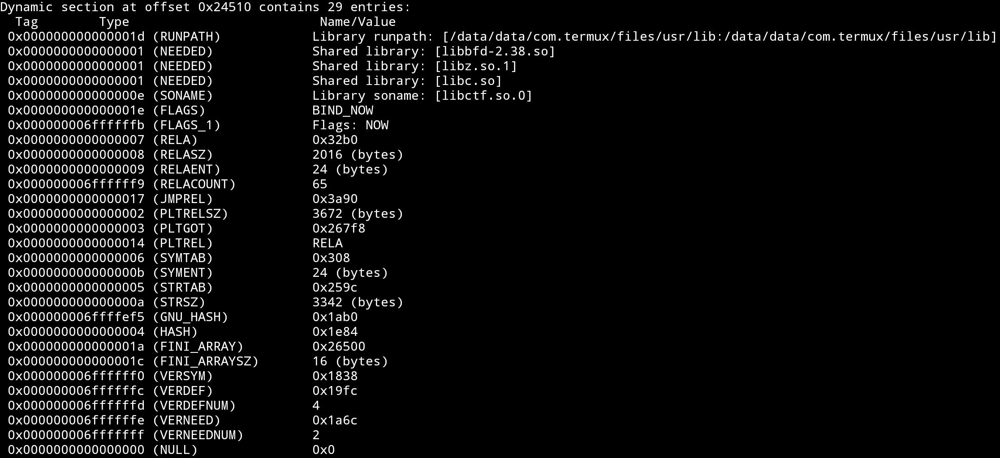 Dynamic section at offset 0x24510 contains 29 entries:
  Tag        Type                         Name/Value
 0x000000000000001d (RUNPATH)            Library runpath: [/data/data/com.termux/files/usr/lib:/data/data/com.termux/files/usr/lib]
 0x0000000000000001 (NEEDED)             Shared library: [libbfd-2.38.so]
 0x0000000000000001 (NEEDED)             Shared library: [libz.so.1]
 0x0000000000000001 (NEEDED)             Shared library: [libc.so]
 0x000000000000000e (SONAME)             Library soname: [libctf.so.0]
 0x000000000000001e (FLAGS)              BIND_NOW
 0x000000006ffffffb (FLAGS_1)            Flags: NOW
 0x0000000000000007 (RELA)               0x32b0
 0x0000000000000008 (RELASZ)             2016 (bytes)
 0x0000000000000009 (RELAENT)            24 (bytes)
 0x000000006ffffff9 (RELACOUNT)          65
 0x0000000000000017 (JMPREL)             0x3a90
 0x0000000000000002 (PLTRELSZ)           3672 (bytes)
 0x0000000000000003 (PLTGOT)             0x267f8
 0x0000000000000014 (PLTREL)             RELA
 0x0000000000000006 (SYMTAB)             0x308
 0x000000000000000b (SYMENT)             24 (bytes)
 0x0000000000000005 (STRTAB)             0x259c
 0x000000000000000a (STRSZ)              3342 (bytes)
 0x000000006ffffef5 (GNU_HASH)           0x1ab0
 0x0000000000000004 (HASH)               0x1e84
 0x000000000000001a (FINI_ARRAY)         0x26500
 0x000000000000001c (FINI_ARRAYSZ)       16 (bytes)
 0x000000006ffffff0 (VERSYM)             0x1838
 0x000000006ffffffc (VERDEF)             0x19fc
 0x000000006ffffffd (VERDEFNUM)          4
 0x000000006ffffffe (VERNEED)            0x1a6c
 0x000000006fffffff (VERNEEDNUM)         2
 0x0000000000000000 (NULL)               0x0